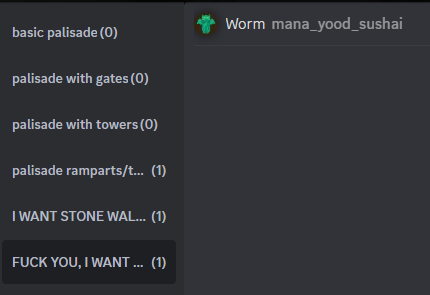 basic palisade (0)
Worm mana_yood_sushai
palisade with gates (0)
palisade with towers (0)
palisade ramparts/t... (1)
I WANT STONE WAL... (1)
FUCK YOU, I WANT ... (1)